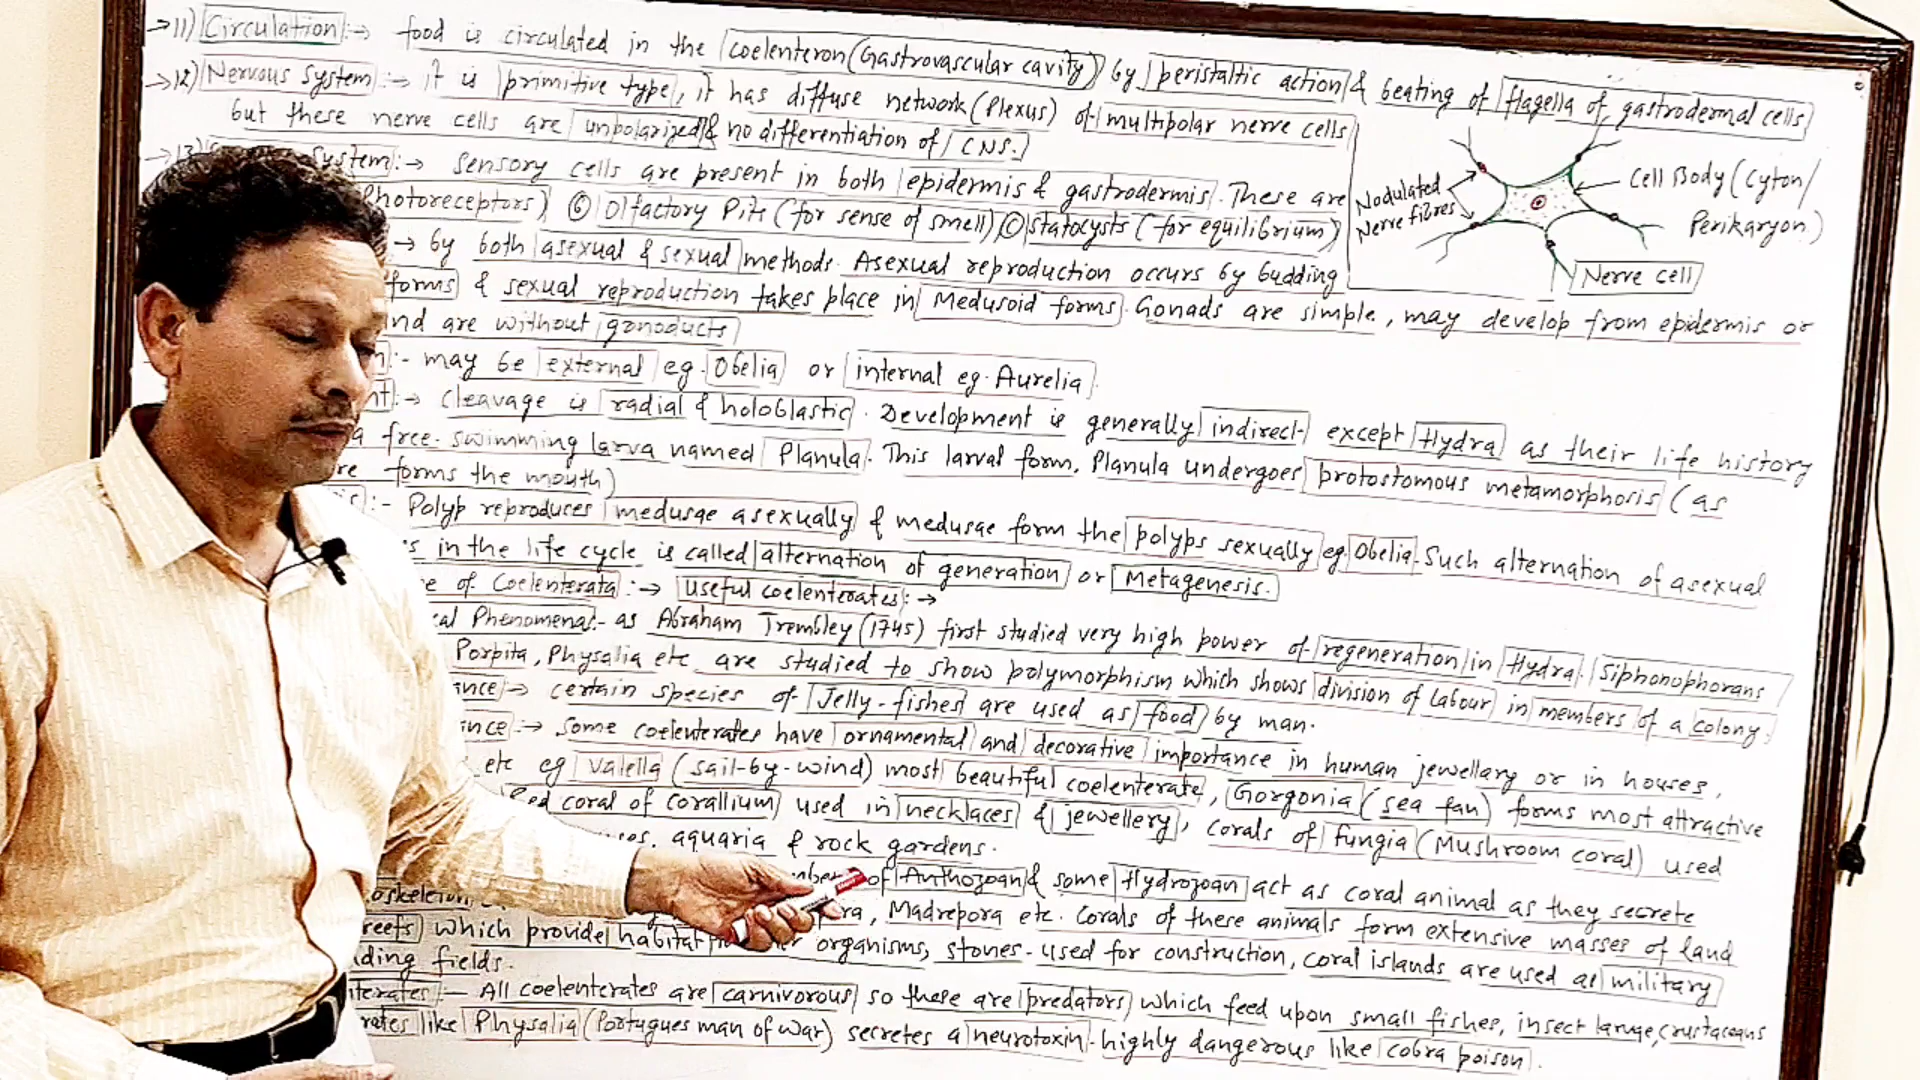 →11) Circulation :→ food is circulated in the coelenteron (Gastrovascular cavity) by peristaltic action & beating of flagella of gastrodermal cells
→12) Nervous System :→ it is primitive type, it has diffuse network (Plexus) of multipolar nerve cells
but these nerve cells are unpolarized & no differentiation of CNS.
→13) System :→ Sensory cells are present in both epidermis & gastrodermis. These are
Photoreceptors) ⓑ Olfactory Pits (for sense of smell) ⓒ Statocysts (for equilibrium)
→ by both asexual & sexual methods. Asexual reproduction occurs by budding
forms & sexual reproduction takes place in Medusoid forms. Gonads are simple, may develop from epidermis or
and are without gonoducts
:- may be external eg. Obelia or internal eg. Aurelia.
nt :→ Cleavage is radial & holoblastic. Development is generally indirect except Hydra as their life history
a free-swimming larva named Planula. This larval form, Planula undergoes protostomous metamorphosis (as
re forms the mouth)
is :- Polyp reproduces medusae asexually & medusae form the polyps sexually eg. Obelia. Such alternation of asexual
s in the life cycle is called alternation of generation or Metagenesis.
e of Coelenterata :→ Useful coelenterates :→
cal Phenomena:- as Abraham Trembley (1745) first studied very high power of regeneration in Hydra. Siphonophorans
Porpita, Physalia etc are studied to show polymorphism which shows division of labour in members of a colony.
ance :→ certain species of Jelly-fishes are used as food by man.
ance :→ Some coelenterates have ornamental and decorative importance in human jewellary or in houses,
etc eg Valella (sail-by-wind) most beautiful coelenterate, Gorgonia (sea fan) forms most attractive
Red coral of corallium used in necklaces & jewellery, corals of fungia (Mushroom coral) used
aquaria & rock gardens.
of Anthozoan & some Hydrozoan act as coral animal as they secrete
oskeleton ra, Madrepora etc. Corals of these animals form extensive masses of land
reefs) which provide habitat organisms, stones-used for construction, coral islands are used as military
ding fields.
terates :— All coelenterates are carnivorous so these are predators which feed upon small fishes, insect larvae, crustaceans
rates like Physalia (Portugues man of war) secretes a neurotoxin-highly dangerous like cobra poison.
Nodulated
Nerve fibres
Cell Body (Cyton/
Perikaryon)
Nerve cell